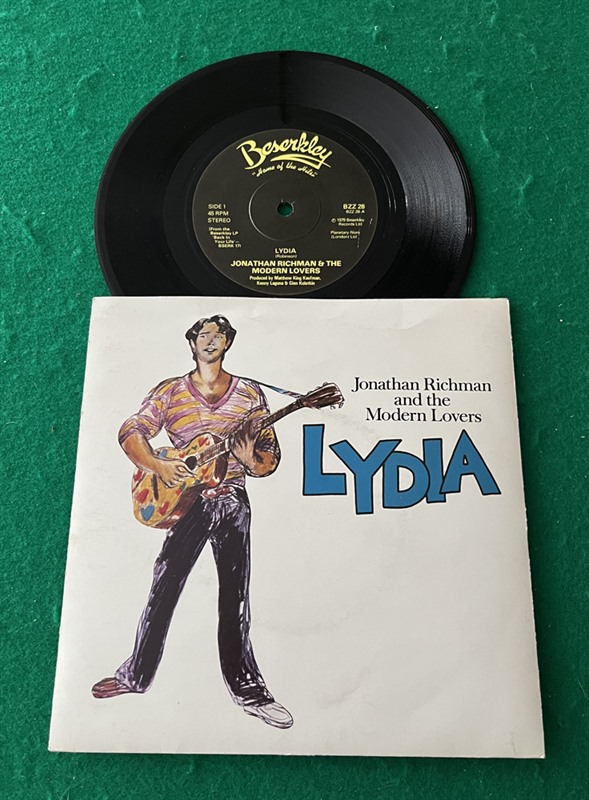 Beserkley
"Home of the Hits"
SIDE 1
45 RPM
STEREO
(From the
Beserkley LP
'Back In
Your Life' –
BSERK 17)
BZZ 28
BZZ 28 A
℗ 1979 Beserkley
Records Ltd
Planetary Nom
(London) Ltd
LYDIA
(Robinson)
JONATHAN RICHMAN & THE
MODERN LOVERS
Produced by Matthew King Kaufman,
Kenny Laguna & Glen Kolotkin
Jonathan Richman
and the
Modern Lovers
LYDIA